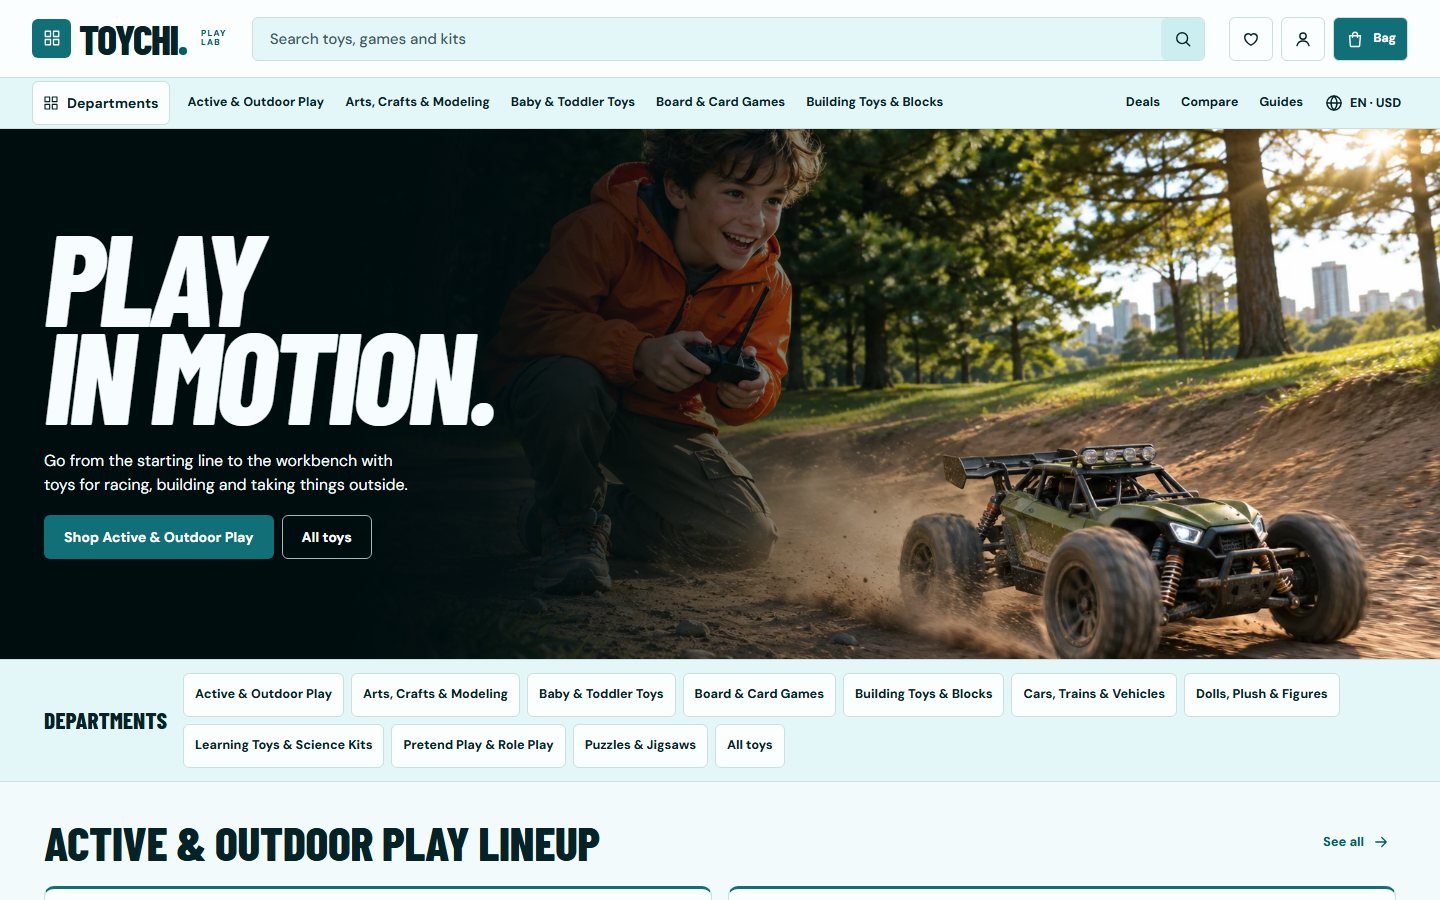 TOYCHI.
PLAY
LAB
Search toys, games and kits
Bag
Departments
Active & Outdoor Play
Arts, Crafts & Modeling
Baby & Toddler Toys
Board & Card Games
Building Toys & Blocks
Deals
Compare
Guides
EN · USD
PLAY
IN MOTION.
Go from the starting line to the workbench with
toys for racing, building and taking things outside.
Shop Active & Outdoor Play
All toys
DEPARTMENTS
Active & Outdoor Play
Arts, Crafts & Modeling
Baby & Toddler Toys
Board & Card Games
Building Toys & Blocks
Cars, Trains & Vehicles
Dolls, Plush & Figures
Learning Toys & Science Kits
Pretend Play & Role Play
Puzzles & Jigsaws
All toys
ACTIVE & OUTDOOR PLAY LINEUP
See all